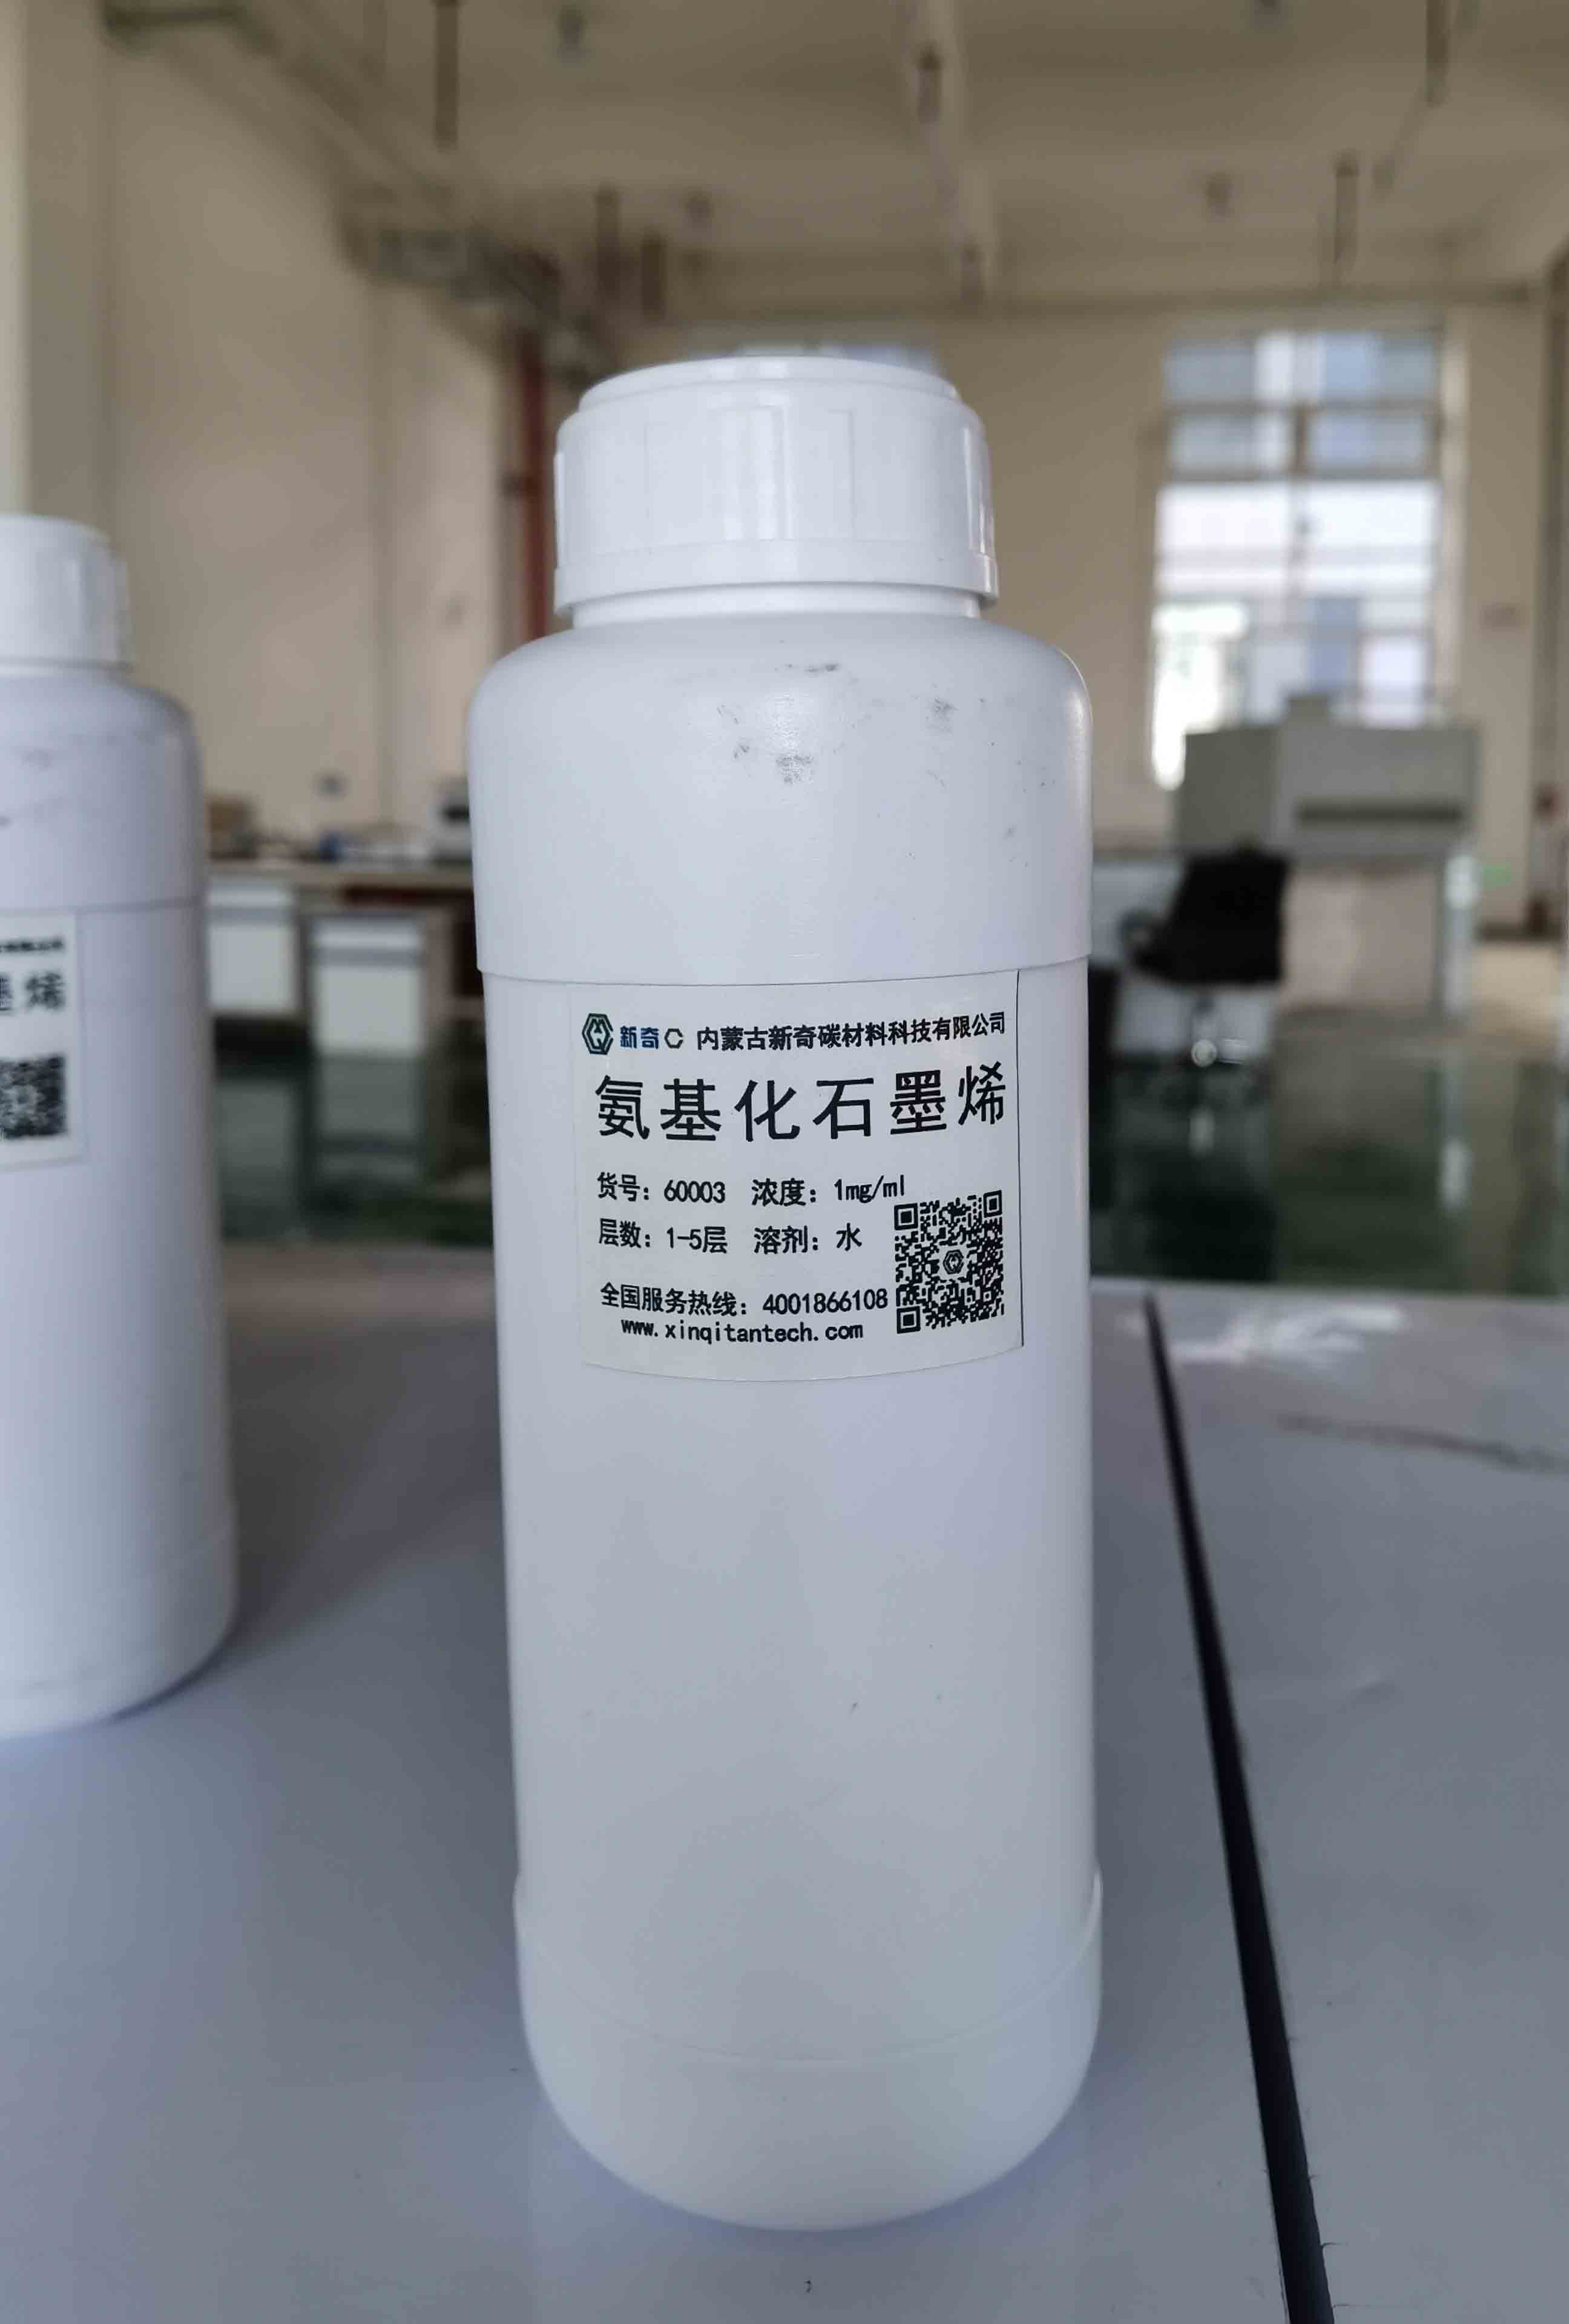 新奇C 内蒙古新奇碳材料科技有限公司
氨基化石墨烯
货号：60003 浓度：1mg/ml
层数：1-5层 溶剂：水
全国服务热线：4001866108
www.xinqitantech.com
墨烯